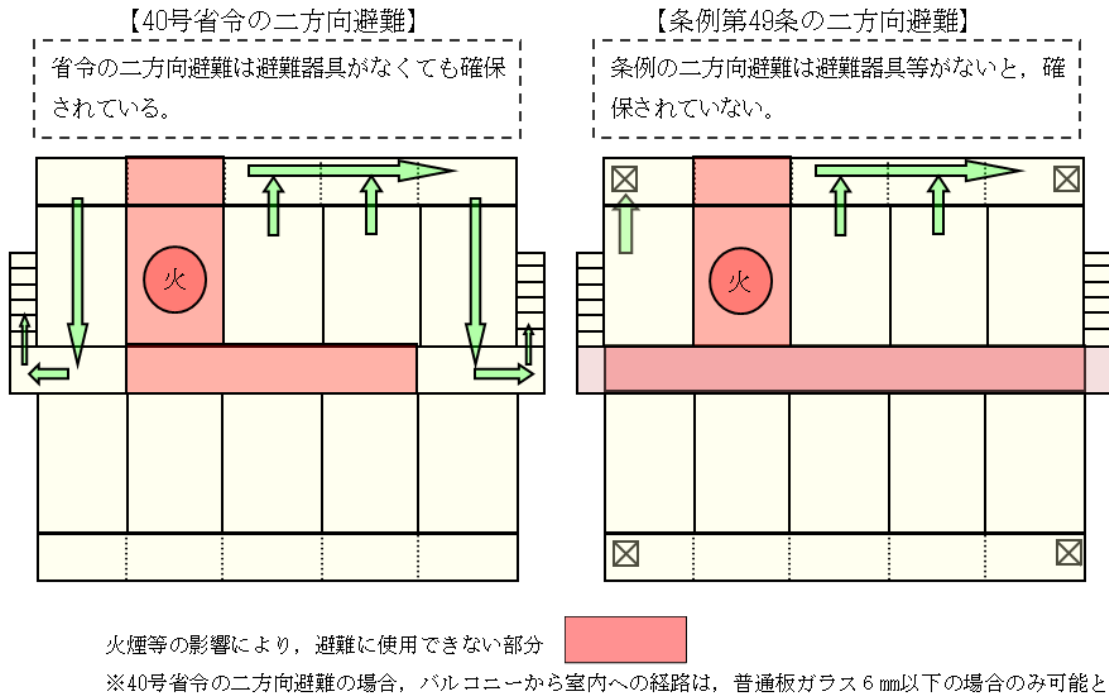 【40号省令の二方向避難】
省令の二方向避難は避難器具がなくても確保
されている。
【条例第49条の二方向避難】
条例の二方向避難は避難器具等がないと，確
保されていない。
火
火
火煙等の影響により，避難に使用できない部分
※40号省令の二方向避難の場合，バルコニーから室内への経路は，普通板ガラス６㎜以下の場合のみ可能と